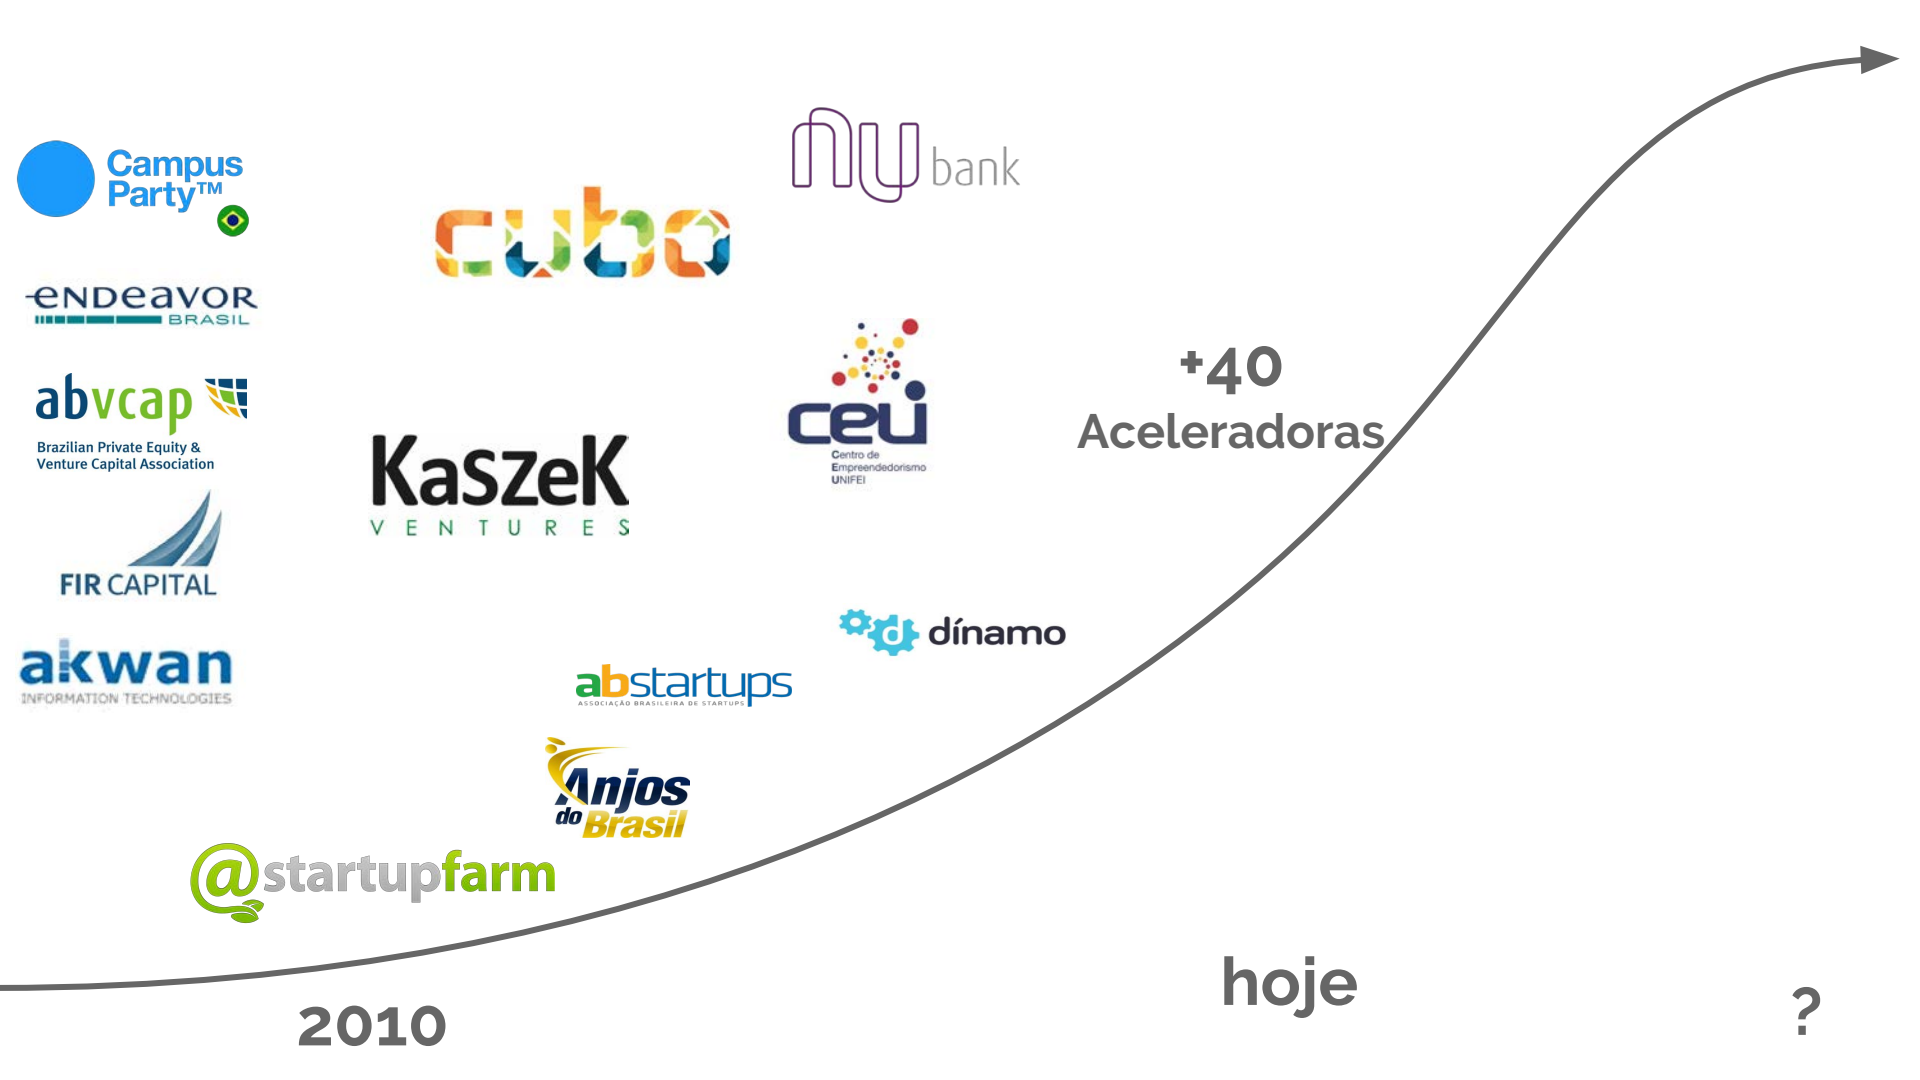 Campus
Party™
ENDEAVOR
BRASIL
abvcap
Brazilian Private Equity &
Venture Capital Association
FIR CAPITAL
akwan
INFORMATION TECHNOLOGIES
@startupfarm
cubo
KaSzeK
VENTURES
nu bank
ceu
Centro de
Empreendedorismo
UNIFEI
dínamo
abstartups
ASSOCIAÇÃO BRASILEIRA DE STARTUPS
Anjos
do Brasil
+40
Aceleradoras
2010
hoje
?